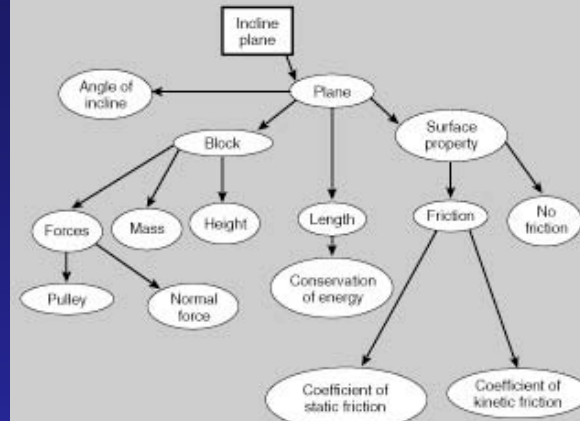 Incline
plane
Angle of
incline
Plane
Surface
property
Block
Forces
Mass
Height
Length
Friction
No
friction
Pulley
Normal
force
Conservation
of energy
Coefficient of
static friction
Coefficient of
kinetic friction